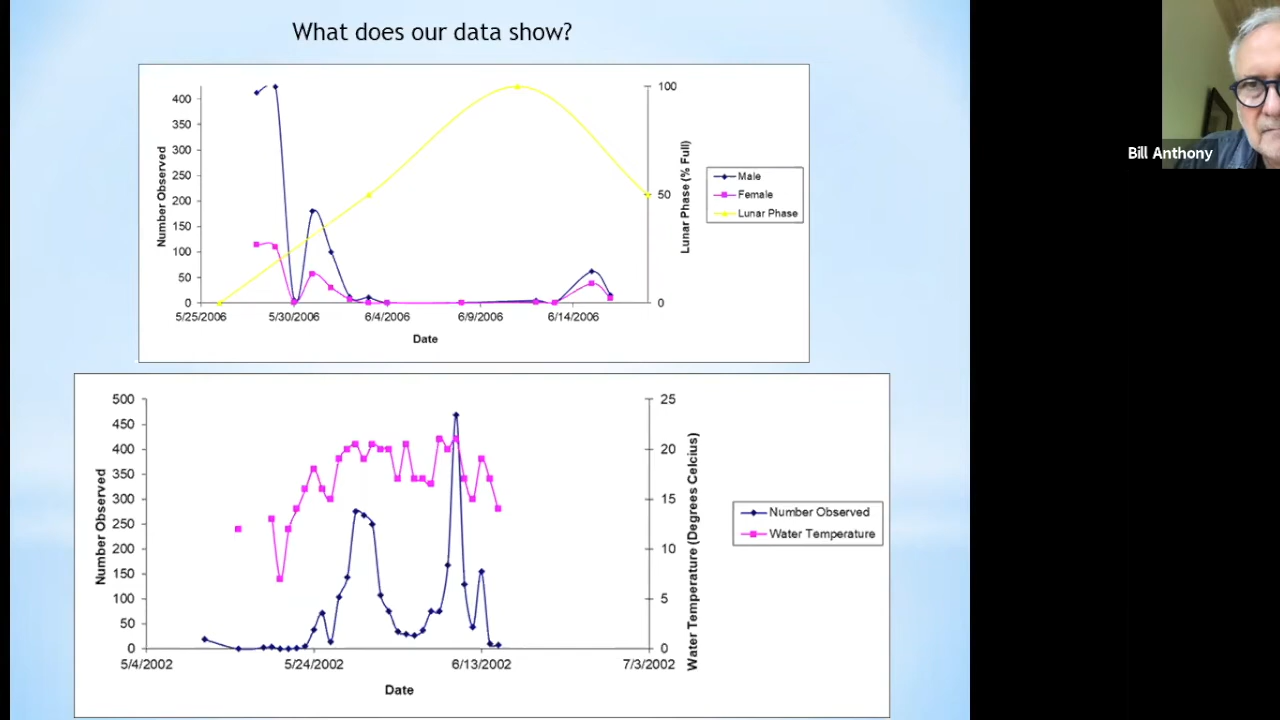 What does our data show?
Bill Anthony
400
350
300
250
200
150
100
50
0
Number Observed
100
50
0
Lunar Phase (% Full)
Male
Female
Lunar Phase
5/25/2006 5/30/2006 6/4/2006 6/9/2006 6/14/2006
Date
500
450
400
350
300
250
200
150
100
50
0
Number Observed
25
20
15
10
5
0
Water Temperature (Degrees Celcius)
Number Observed
Water Temperature
5/4/2002 5/24/2002 6/13/2002 7/3/2002
Date